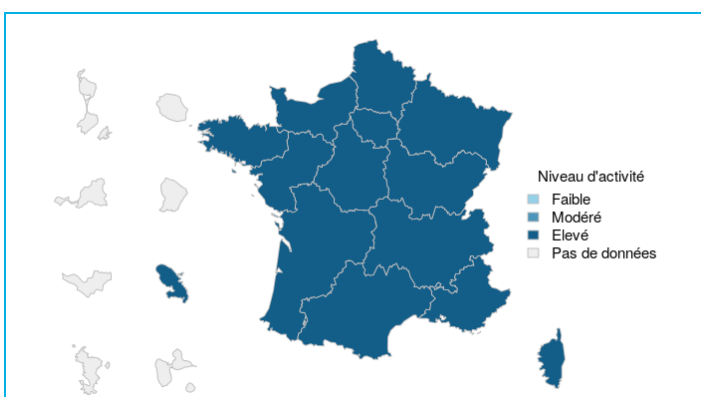 Niveau d'activité
Faible
Modéré
Elevé
Pas de données